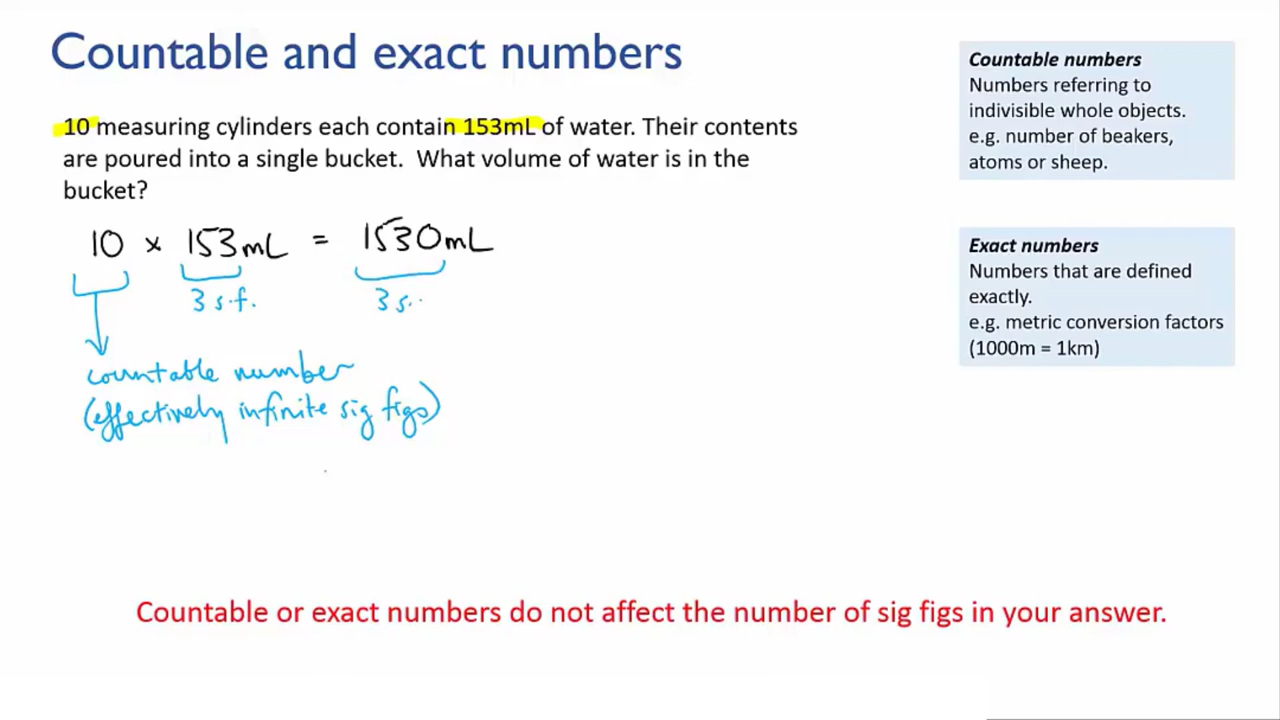 Countable and exact numbers
10 measuring cylinders each contain 153mL of water. Their contents
are poured into a single bucket.  What volume of water is in the
bucket?
10 × 153mL = 1530mL
3 s.f. 3 s..
countable number
(effectively infinite sig figs)
Countable numbers
Numbers referring to
indivisible whole objects.
e.g. number of beakers,
atoms or sheep.
Exact numbers
Numbers that are defined
exactly.
e.g. metric conversion factors
(1000m = 1km)
Countable or exact numbers do not affect the number of sig figs in your answer.